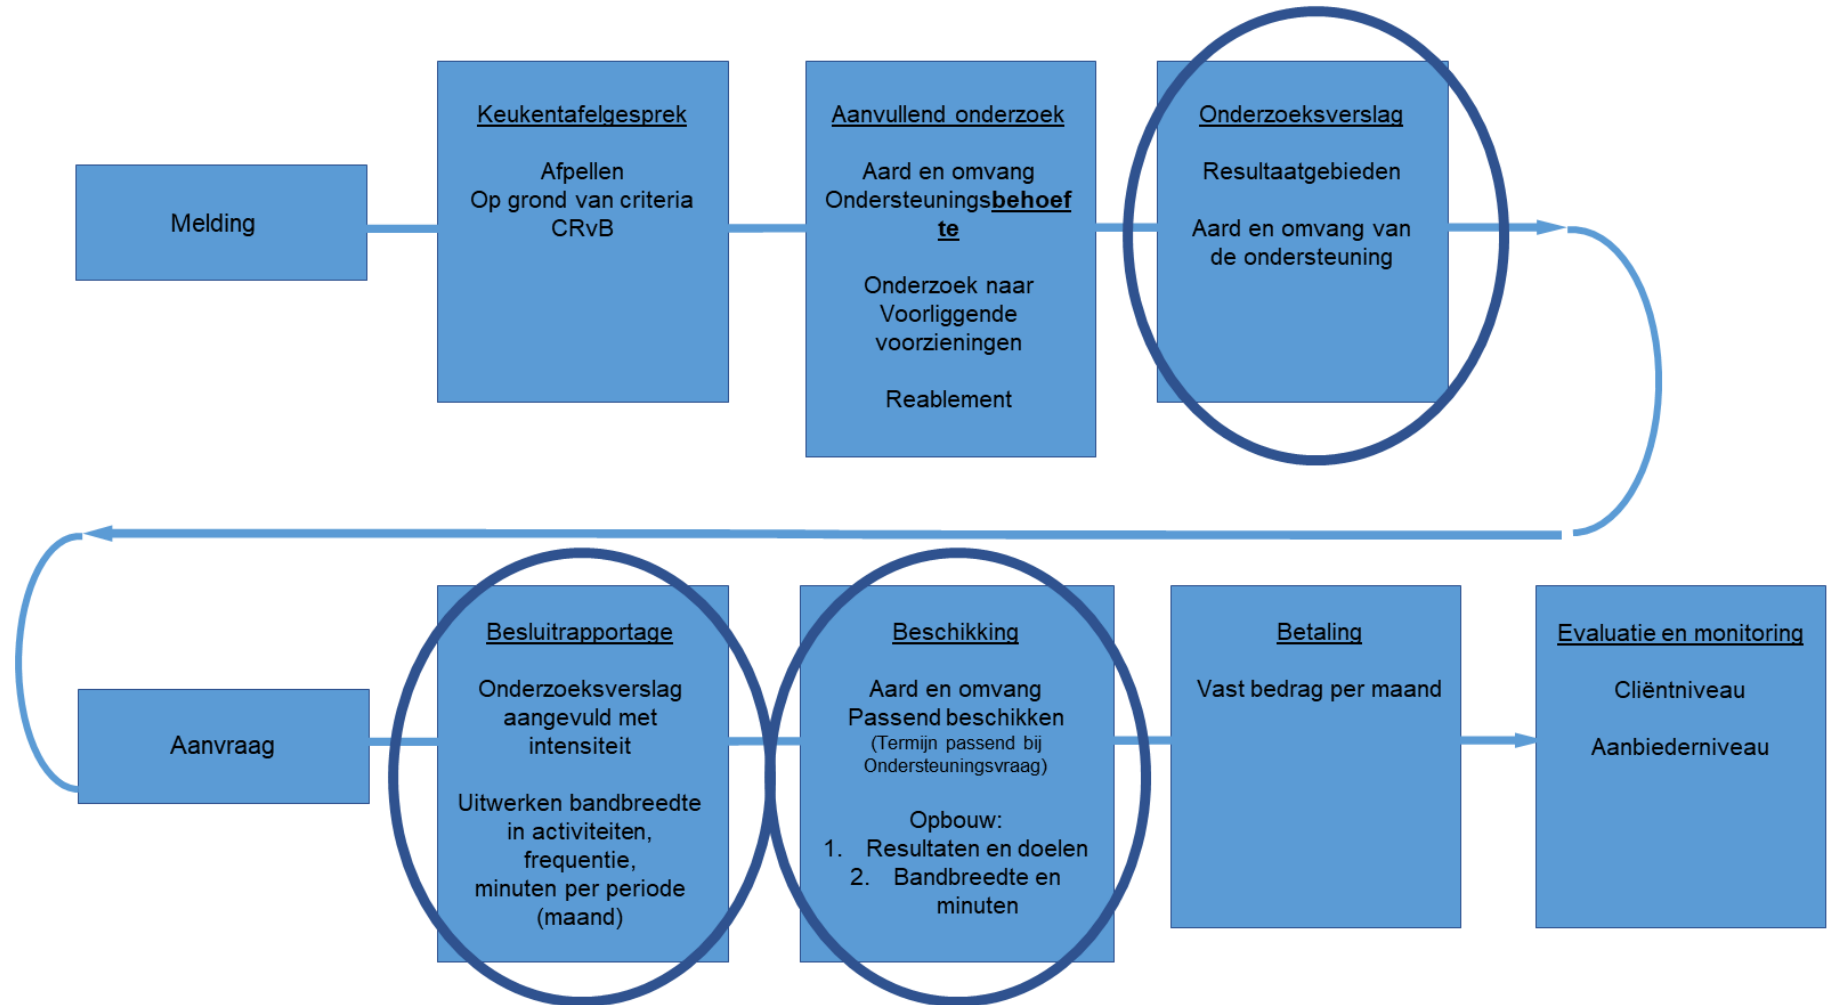 Melding
Keukentafelgesprek
Afpellen
Op grond van criteria
CRvB
Aanvullend onderzoek
Aard en omvang
Ondersteuningsbehoef
te
Onderzoek naar
Voorliggende
voorzieningen
Reablement
Onderzoeksverslag
Resultaatgebieden
Aard en omvang van
de ondersteuning
Aanvraag
Besluitrapportage
Onderzoeksverslag
aangevuld met
intensiteit
Uitwerken bandbreedte
in activiteiten,
frequentie,
minuten per periode
(maand)
Beschikking
Aard en omvang
Passend beschikken
(Termijn passend bij
Ondersteuningsvraag)
Opbouw:
1. Resultaten en doelen
2. Bandbreedte en
minuten
Betaling
Vast bedrag per maand
Evaluatie en monitoring
Cliëntniveau
Aanbiederniveau